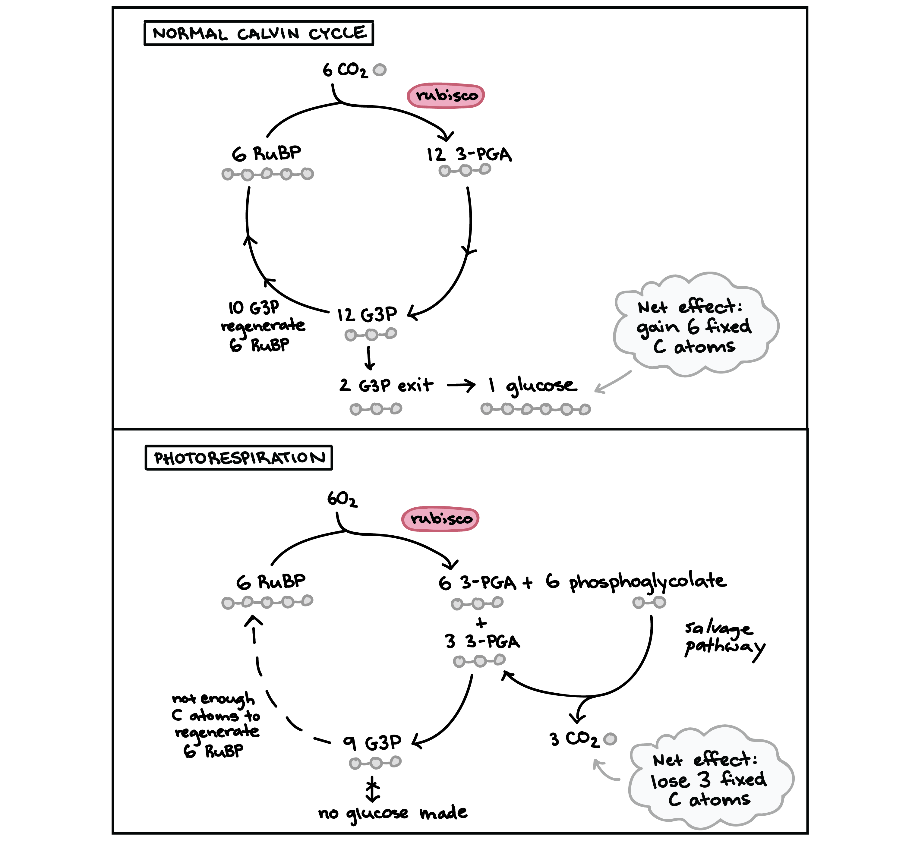 NORMAL CALVIN CYCLE
6 CO₂
rubisco
6 RuBP
12 3-PGA
10 G3P
regenerate
6 RuBP
12 G3P
Net effect:
gain 6 fixed
C atoms
2 G3P exit → 1 glucose
PHOTORESPIRATION
6O₂
rubisco
6 RuBP
6 3-PGA + 6 phosphoglycolate
+
3 3-PGA
salvage
pathway
not enough
C atoms to
regenerate
6 RuBP
9 G3P
3 CO₂
Net effect:
lose 3 fixed
C atoms
no glucose made